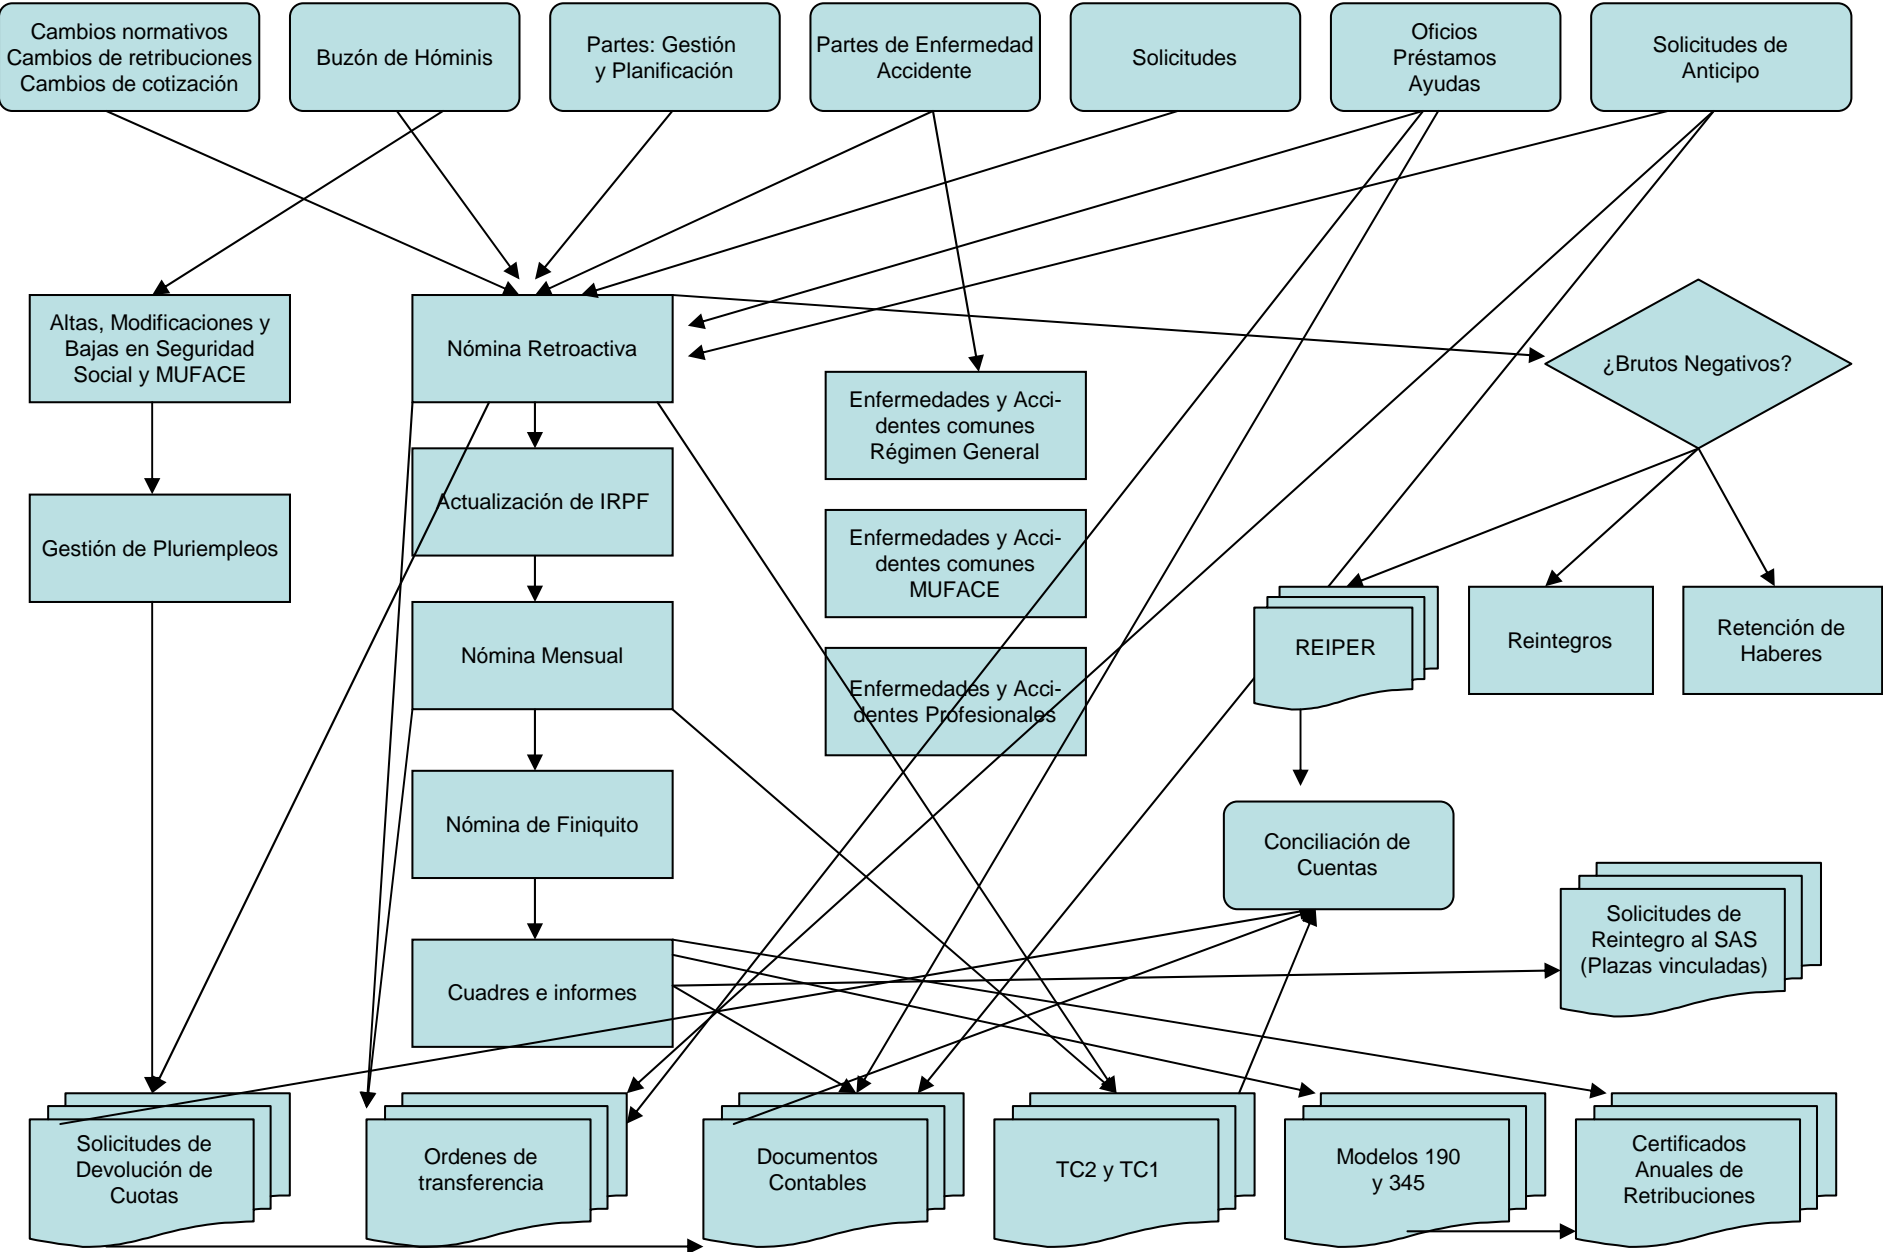 Cambios normativos
Cambios de retribuciones
Cambios de cotización
Buzón de Hóminis
Partes: Gestión
y Planificación
Partes de Enfermedad
Accidente
Solicitudes
Oficios
Préstamos
Ayudas
Solicitudes de
Anticipo
Altas, Modificaciones y
Bajas en Seguridad
Social y MUFACE
Nómina Retroactiva
¿Brutos Negativos?
Enfermedades y Acci-
dentes comunes
Régimen General
Actualización de IRPF
Gestión de Pluriempleos
Enfermedades y Acci-
dentes comunes
MUFACE
Nómina Mensual
Enfermedades y Acci-
dentes Profesionales
REIPER
Reintegros
Retención de
Haberes
Nómina de Finiquito
Conciliación de
Cuentas
Solicitudes de
Reintegro al SAS
(Plazas vinculadas)
Cuadres e informes
Solicitudes de
Devolución de
Cuotas
Ordenes de
transferencia
Documentos
Contables
TC2 y TC1
Modelos 190
y 345
Certificados
Anuales de
Retribuciones